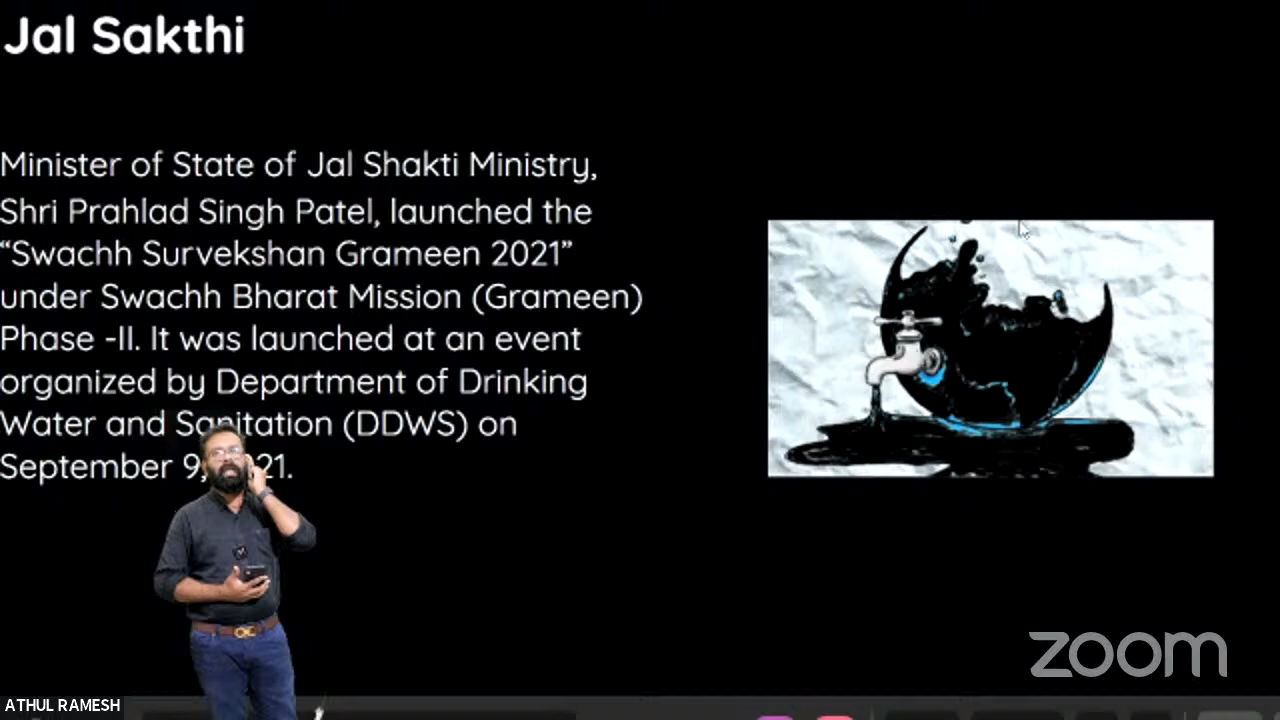 Jal Sakthi
Minister of State of Jal Shakti Ministry,
Shri Prahlad Singh Patel, launched the
“Swachh Survekshan Grameen 2021”
under Swachh Bharat Mission (Grameen)
Phase -II. It was launched at an event
organized by Department of Drinking
Water and Sanitation (DDWS) on
September 9, 21.
zoom
ATHUL RAMESH